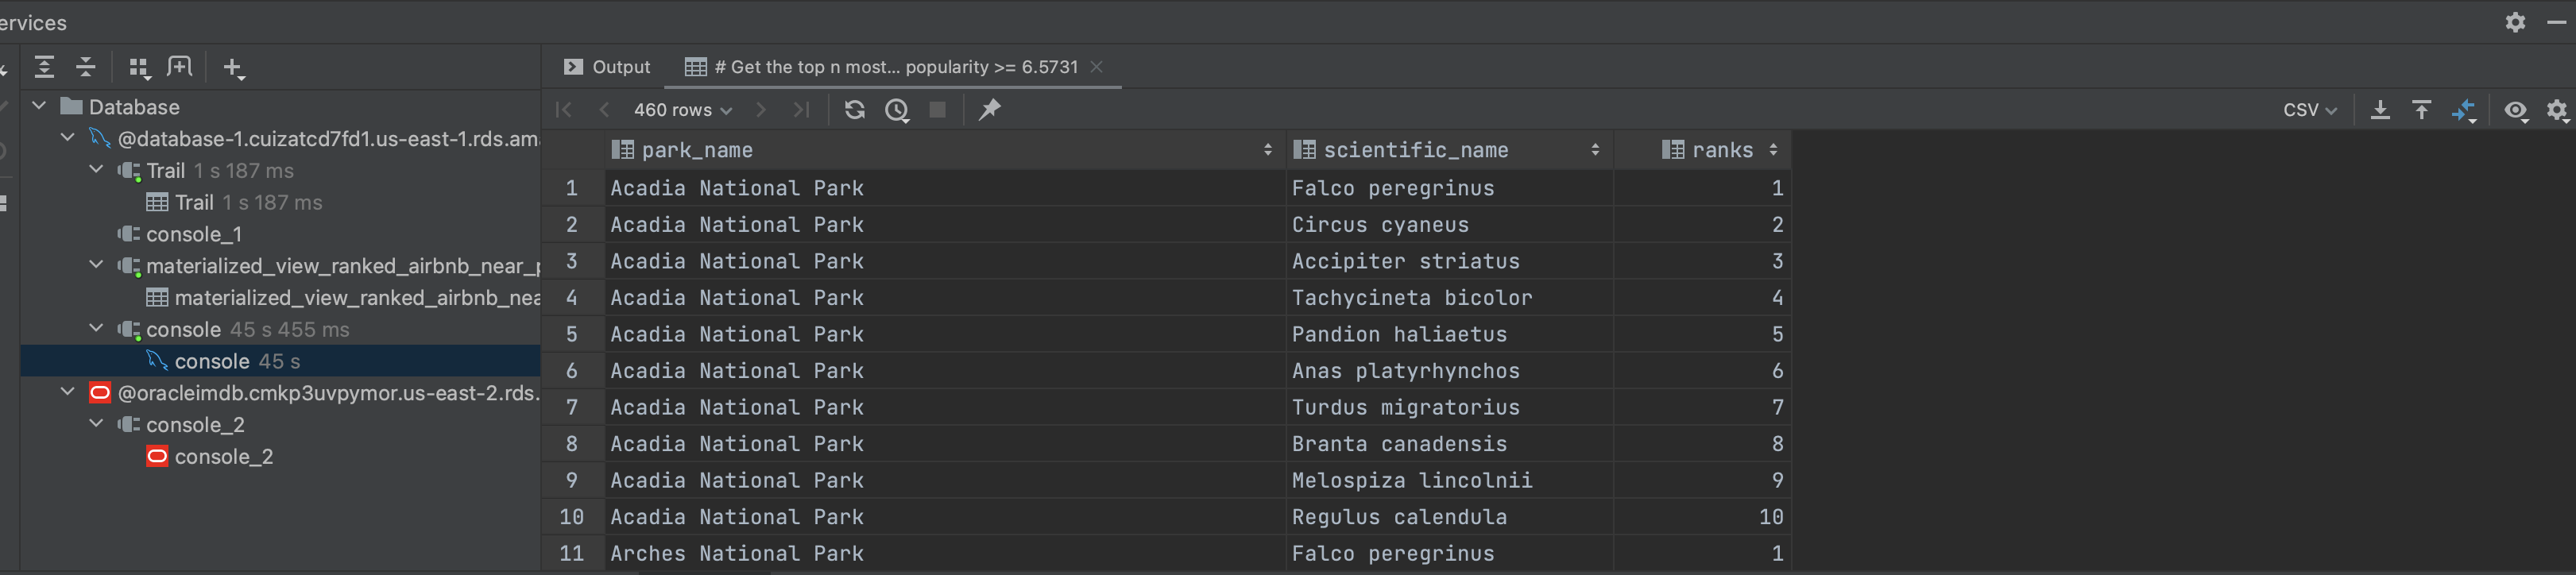 ervices
Output
# Get the top n most... popularity >= 6.5731
Database
460 rows
CSV
@database-1.cuizatcd7fd1.us-east-1.rds.ama
Trail 1 s 187 ms
Trail 1 s 187 ms
console_1
materialized_view_ranked_airbnb_near_p
materialized_view_ranked_airbnb_nea
console 45 s 455 ms
console 45 s
@oracleimdb.cmkp3uvpymor.us-east-2.rds.
console_2
console_2
park_name scientific_name ranks
1 Acadia National Park Falco peregrinus 1
2 Acadia National Park Circus cyaneus 2
3 Acadia National Park Accipiter striatus 3
4 Acadia National Park Tachycineta bicolor 4
5 Acadia National Park Pandion haliaetus 5
6 Acadia National Park Anas platyrhynchos 6
7 Acadia National Park Turdus migratorius 7
8 Acadia National Park Branta canadensis 8
9 Acadia National Park Melospiza lincolnii 9
10 Acadia National Park Regulus calendula 10
11 Arches National Park Falco peregrinus 1